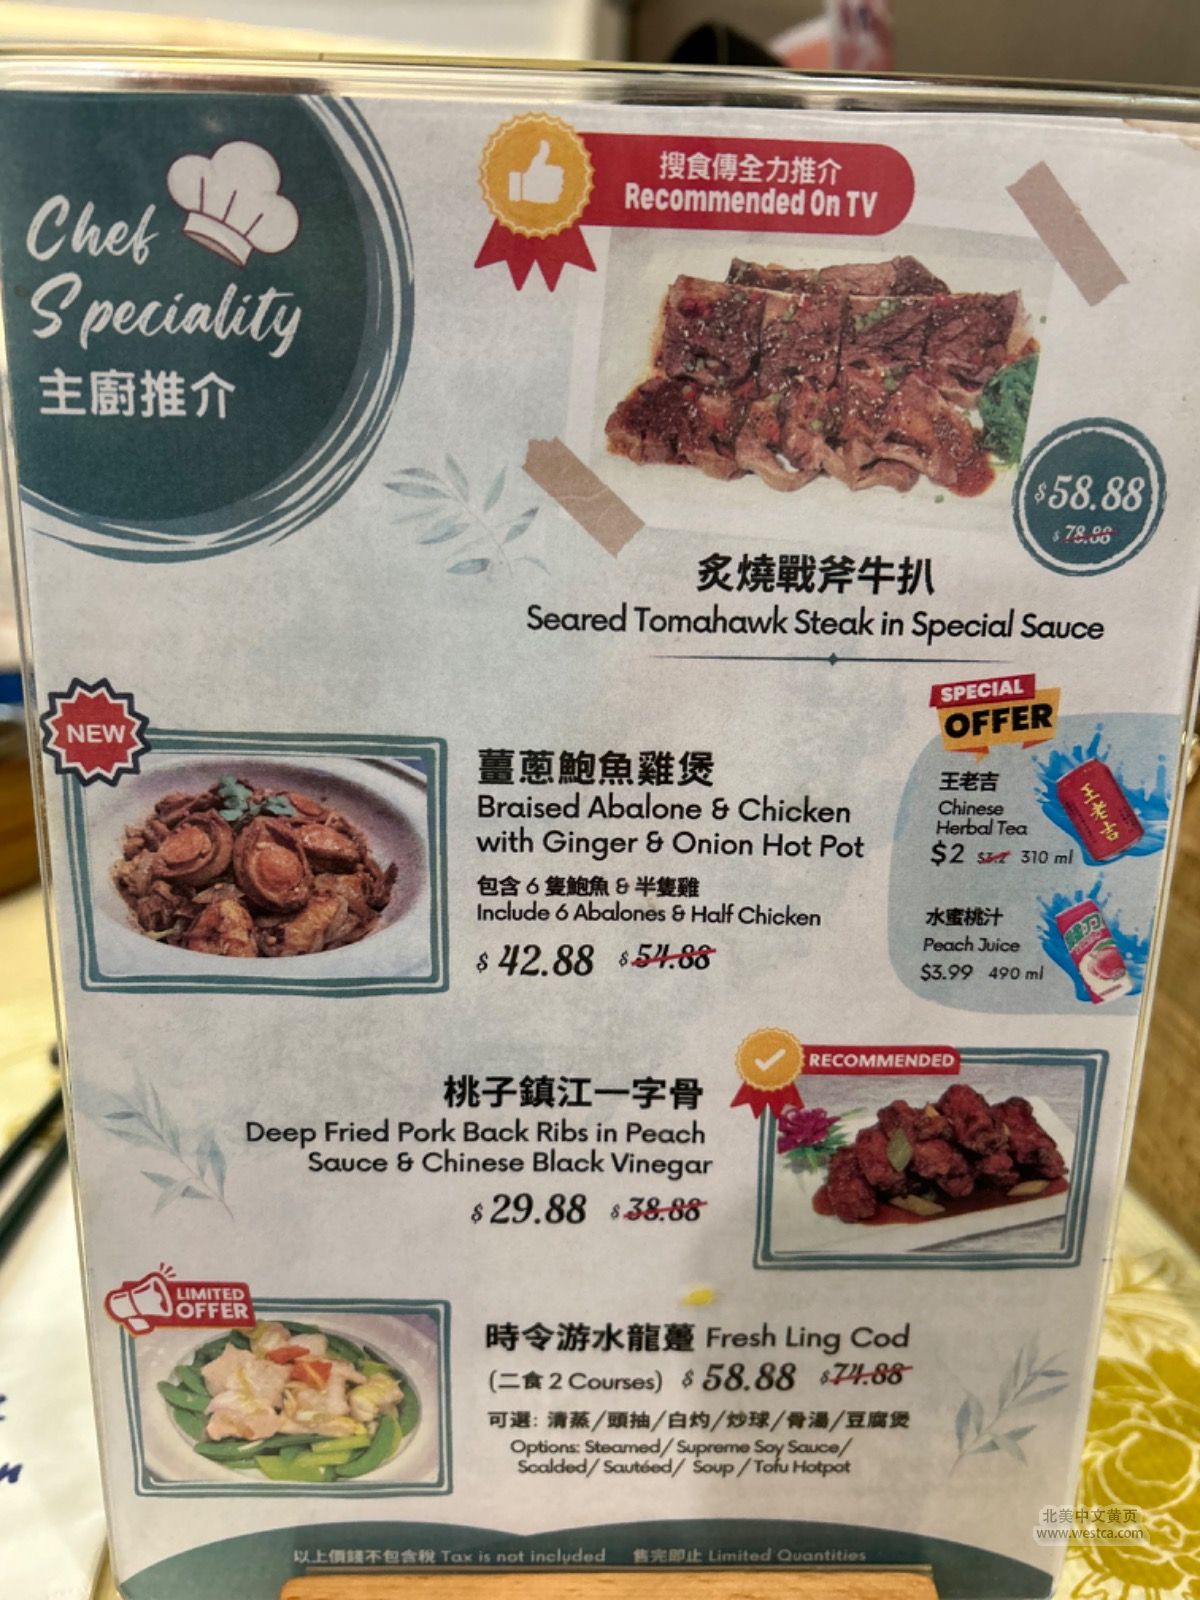 Chef
Speciality
主廚推介
搜食傳全力推介
Recommended On TV
$58.88
$78.88
炙燒戰斧牛扒
Seared Tomahawk Steak in Special Sauce
NEW
薑蔥鮑魚雞煲
Braised Abalone & Chicken
with Ginger & Onion Hot Pot
包含 6 隻鮑魚 & 半隻雞
Include 6 Abalones & Half Chicken
$ 42.88 $ 54.88
SPECIAL
OFFER
王老吉
Chinese
Herbal Tea
$2 $3.2 310 ml
王老吉
水蜜桃汁
Peach Juice
$3.99 490 ml
桃子鎮江一字骨
Deep Fried Pork Back Ribs in Peach
Sauce & Chinese Black Vinegar
$ 29.88 $ 38.88
RECOMMENDED
LIMITED
OFFER
時令游水龍躉 Fresh Ling Cod
(二食 2 Courses) $ 58.88 $74.88
可選: 清蒸/頭抽/白灼/炒球/骨湯/豆腐煲
Options: Steamed/ Supreme Soy Sauce/
Scalded/ Sautéed/ Soup / Tofu Hotpot
以上價錢不包含稅 Tax is not included 售完即止 Limited Quantities
北美中文黄页
www.westca.com